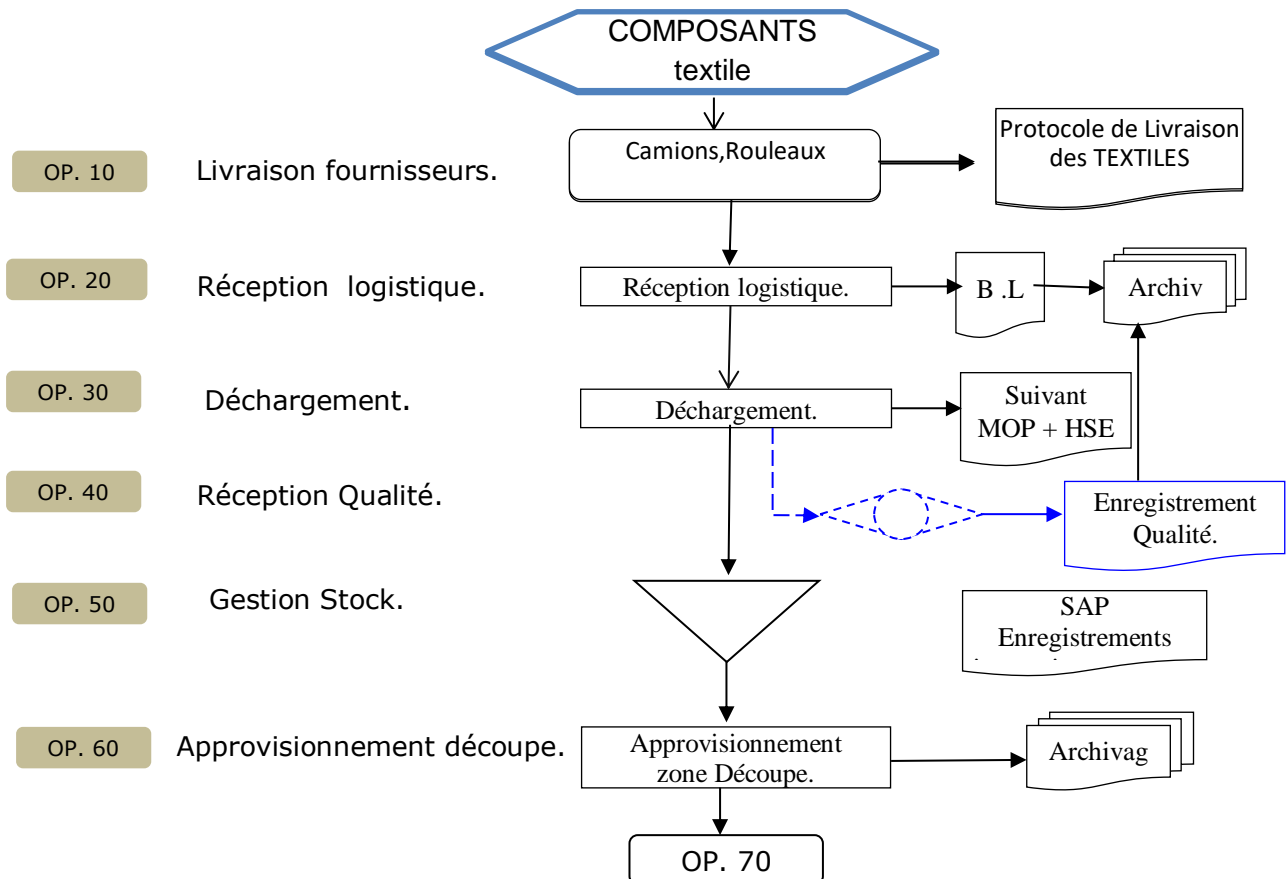 COMPOSANTS
textile
OP. 10
Livraison fournisseurs.
Camions,Rouleaux
Protocole de Livraison
des TEXTILES
OP. 20
Réception logistique.
Réception logistique.
B .L
Archiv
OP. 30
Déchargement.
Déchargement.
Suivant
MOP + HSE
OP. 40
Réception Qualité.
Enregistrement
Qualité.
OP. 50
Gestion Stock.
SAP
Enregistrements
OP. 60
Approvisionnement découpe.
Approvisionnement
zone Découpe.
Archivag
OP. 70